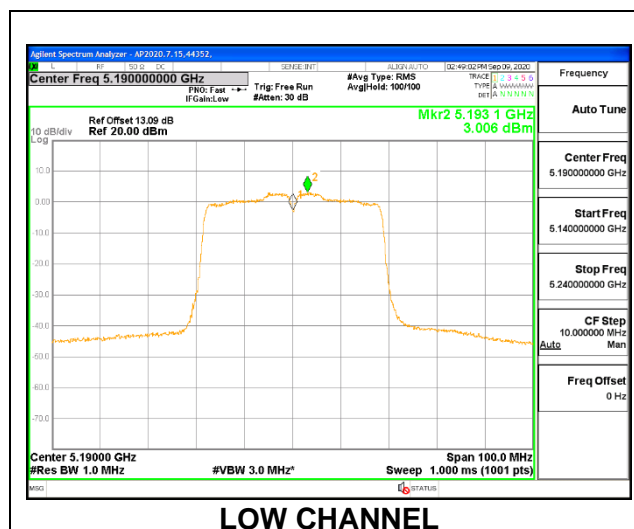 Agilent Spectrum Analyzer - AP2020.7.15,44352.
L RF 50 Ω DC SENSE:INT ALIGN AUTO 02:49:02 PM Sep 09, 2020
Center Freq 5.190000000 GHz #Avg Type: RMS TRACE 1 2 3 4 5 6 Frequency
PNO: Fast Trig: Free Run Avg|Hold: 100/100 TYPE A
IFGain:Low #Atten: 30 dB DET A N N N N N
Auto Tune
Ref Offset 13.09 dB Mkr2 5.193 1 GHz
10 dB/div Ref 20.00 dBm 3.006 dBm
Log
10.0
Center Freq
5.190000000 GHz
2
0.00
1
Start Freq
5.140000000 GHz
-10.0
-20.0
Stop Freq
5.240000000 GHz
-30.0
-40.0
CF Step
10.000000 MHz
Auto Man
-50.0
-60.0
Freq Offset
0 Hz
-70.0
Center 5.19000 GHz Span 100.0 MHz
#Res BW 1.0 MHz #VBW 3.0 MHz* Sweep 1.000 ms (1001 pts)
MSG STATUS
LOW CHANNEL